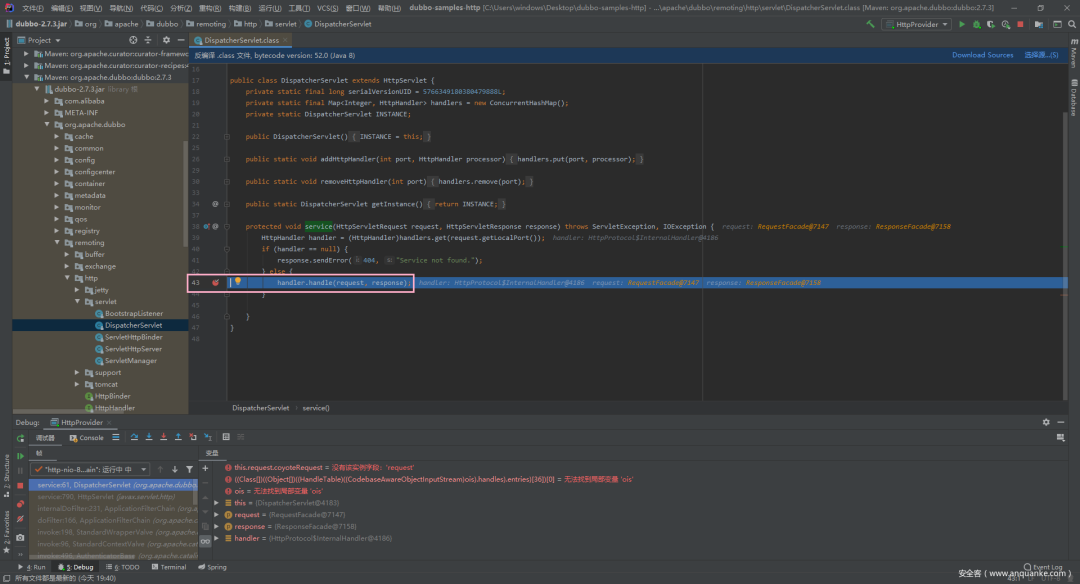 文件(F) 编辑(E) 视图(V) 导航(N) 代码(C) 分析(Z) 重构(R) 构建(B) 运行(U) 工具(T) VCS(S) 窗口(W) 帮助(H) dubbo-samples-http [C:\Users\windows\Desktop\dubbo-samples-http] - ...\apache\dubbo\remoting\http\servlet\DispatcherServlet.class [Maven: org.apache.dubbo:dubbo:2.7.3]
dubbo-2.7.3.jar org apache dubbo remoting http servlet DispatcherServlet HttpProvider
1: Project
Project
DispatcherServlet.class
Maven: org.apache.curator:curator-framew
Maven: org.apache.curator:curator-recipes:
Maven: org.apache.dubbo:dubbo:2.7.3
dubbo-2.7.3.jar library 根
com.alibaba
META-INF
org.apache.dubbo
cache
common
config
configcenter
container
metadata
monitor
qos
registry
remoting
buffer
exchange
http
jetty
servlet
BootstrapListener
DispatcherServlet
ServletHttpBinder
ServletHttpServer
ServletManager
support
tomcat
HttpBinder
HttpHandler
反编译 .class 文件, bytecode version: 52.0 (Java 8) Download Sources 选择源...(S)
16
17 public class DispatcherServlet extends HttpServlet {
18 private static final long serialVersionUID = 5766349180380479888L;
19 private static final Map<Integer, HttpHandler> handlers = new ConcurrentHashMap();
20 private static DispatcherServlet INSTANCE;
21
22 public DispatcherServlet() { INSTANCE = this; }
25
26 public static void addHttpHandler(int port, HttpHandler processor) { handlers.put(port, processor); }
29
30 public static void removeHttpHandler(int port) { handlers.remove(port); }
33
34 public static DispatcherServlet getInstance() { return INSTANCE; }
37
38 protected void service(HttpServletRequest request, HttpServletResponse response) throws ServletException, IOException { request: RequestFacade@7147 response: ResponseFacade@7158
39 HttpHandler handler = (HttpHandler)handlers.get(request.getLocalPort()); handler: HttpProtocol$InternalHandler@4186
40 if (handler == null) {
41 response.sendError( 404, "Service not found.");
42 } else {
43 handler.handle(request, response); handler: HttpProtocol$InternalHandler@4186 request: RequestFacade@7147 response: ResponseFacade@7158
44 }
45
46 }
47 }
48
DispatcherServlet service()
Maven
Database
Debug: HttpProvider
调试器 Console
帧 变量
"http-nio-8...ain": 运行中 中
service:61, DispatcherServlet (org.apache.dubbo
service:790, HttpServlet (javax.servlet.http)
internalDoFilter:231, ApplicationFilterChain (org
doFilter:166, ApplicationFilterChain (org.apache
invoke:198, StandardWrapperValve (org.apache
invoke:96, StandardContextValve (org.apache.c
invoke:496, AuthenticatorBase (org.apache.catal
this.request.coyoteRequest = 没有该实例字段: 'request'
((Class[])((Object[])((HandleTable)((CodebaseAwareObjectInputStream)ois).handles).entries)[36])[0] = 无法找到局部变量 'ois'
ois = 无法找到局部变量 'ois'
this = {DispatcherServlet@4183}
request = {RequestFacade@7147}
response = {ResponseFacade@7158}
handler = {HttpProtocol$InternalHandler@4186}
Z: Structure
2: Favorites
4: Run 5: Debug 6: TODO Terminal Spring Event Log
所有文件都是最新的 (今天 19:40) 43:1
安全客（www.anquanke.com）